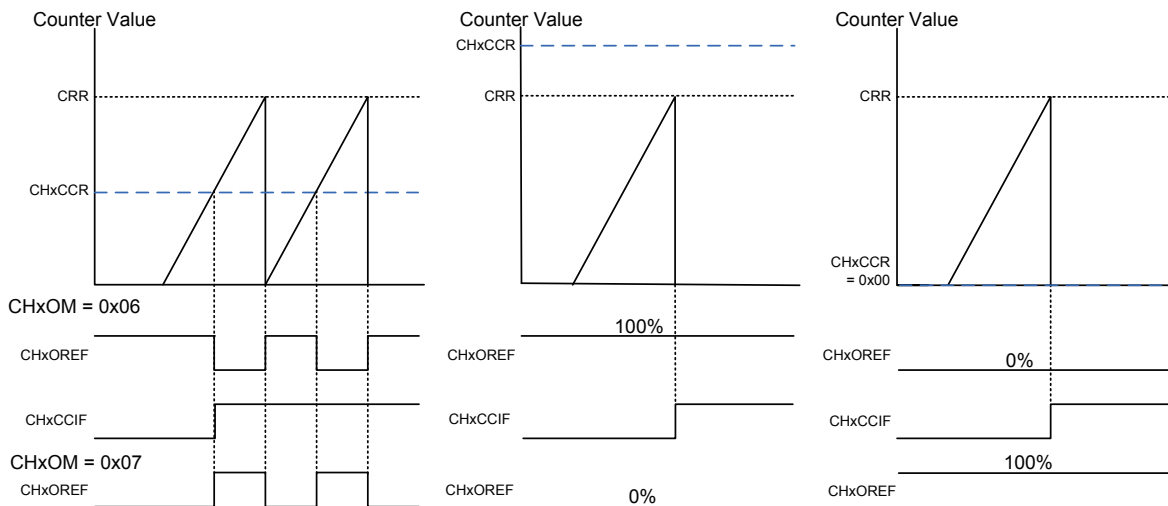 Counter Value
CRR
CHxCCR
CHxOM = 0x06
CHxOREF
CHxCCIF
CHxOM = 0x07
CHxOREF
Counter Value
CHxCCR
CRR
100%
CHxOREF
CHxCCIF
CHxOREF
0%
Counter Value
CRR
CHxCCR
= 0x00
CHxOREF
0%
CHxCCIF
100%
CHxOREF